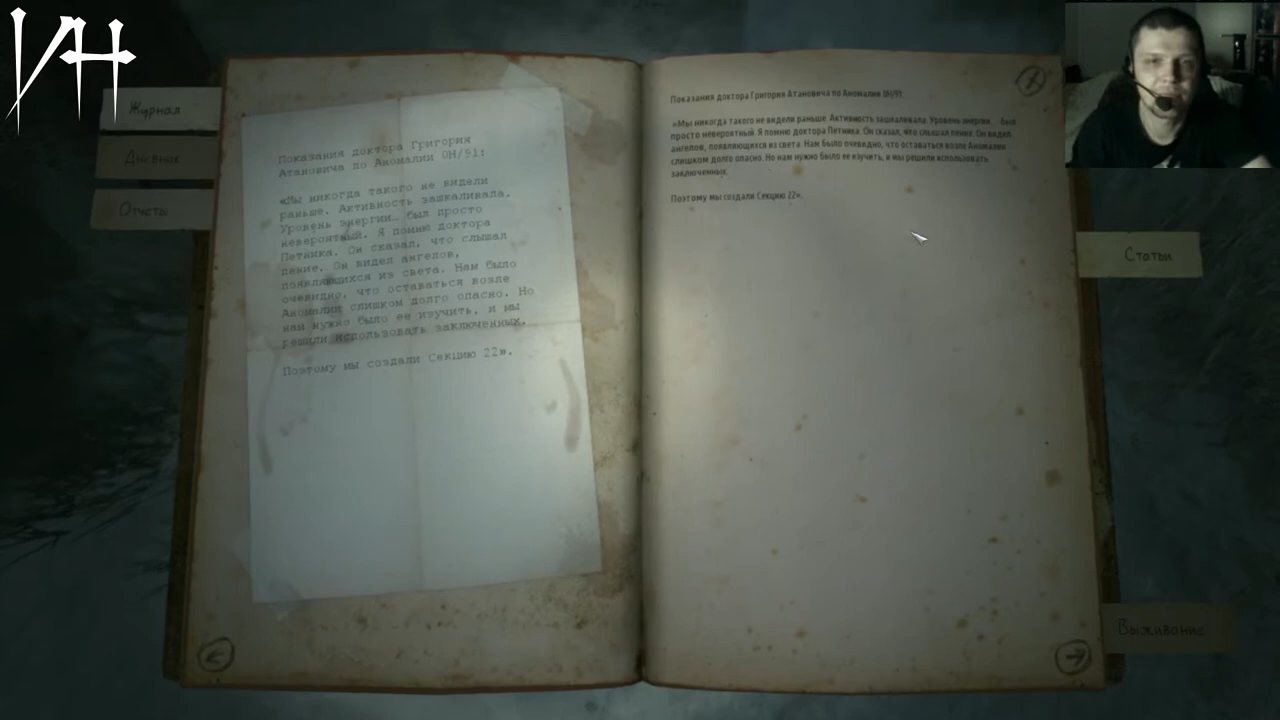 Журнал
Дневник
Отчеты
Показания доктора Григория
Атановича по Аномалии ОН/91:
«Мы никогда такого не видели
раньше. Активность зашкаливала.
Уровень энергии… был просто
невероятный. Я помню доктора
Петника. Он сказал, что слышал
пение. Он видел ангелов,
появляющихся из света. Нам было
очевидно, что оставаться возле
Аномалии слишком долго опасно. Но
нам нужно было ее изучить, и мы
решили использовать заключенных.
Поэтому мы создали Секцию 22».
Показания доктора Григория Атановича по Аномалии ОН/91:
«Мы никогда такого не видели раньше. Активность зашкаливала. Уровень энергии… был
просто невероятный. Я помню доктора Петника. Он сказал, что слышал пение. Он видел
ангелов, появляющихся из света. Нам было очевидно, что оставаться возле Аномалии
слишком долго опасно. Но нам нужно было ее изучить, и мы решили использовать
заключенных.
Поэтому мы создали Секцию 22».
Статьи
Выживание